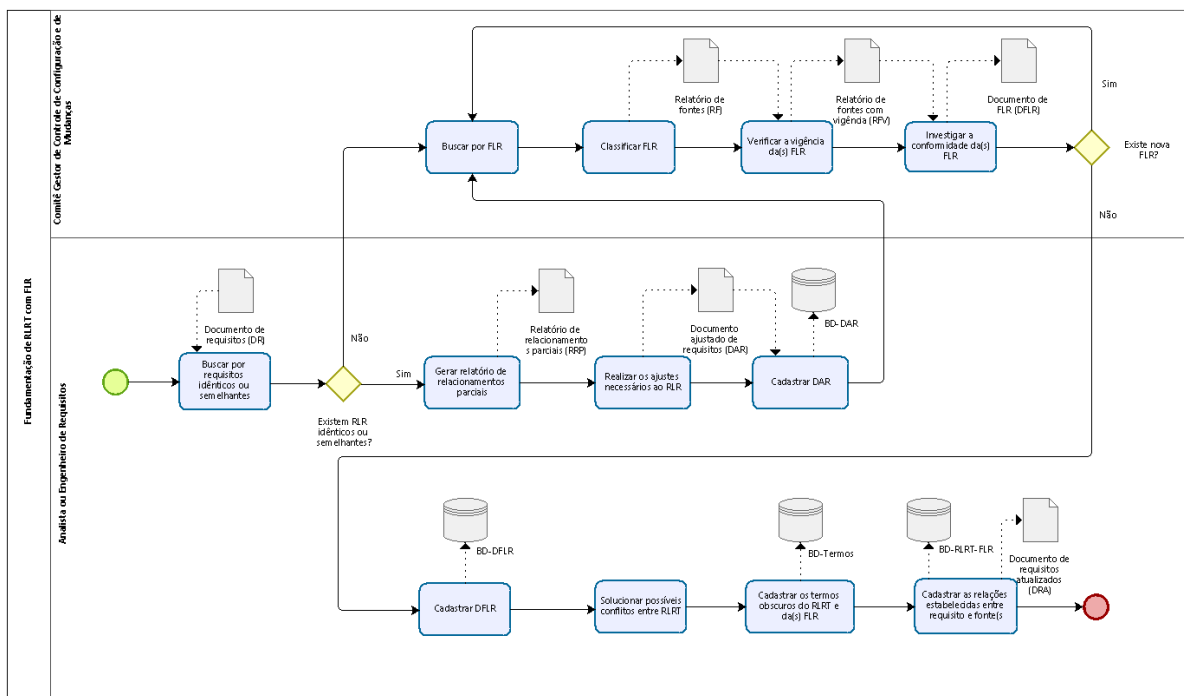 Fundamentação de RLRT com FLR
Comitê Gestor de Controle de Configuração e de
Mudanças
Relatório de
fontes (RF)
Relatório de
fontes com
vigência (RFV)
Documento de
FLR (DFLR)
Sim
Buscar por FLR
Classificar FLR
Verificar a vigência
da(s) FLR
Investigar a
conformidade da(s)
FLR
Existe nova
FLR?
Não
Analista ou Engenheiro de Requisitos
Documento de
requisitos (DR)
Não
Relatório de
relacionamento
s parciais (RRP)
Documento
ajustado de
requisitos (DAR)
BD-DAR
Buscar por
requisitos
idênticos ou
semelhantes
Sim
Gerar relatório de
relacionamentos
parciais
Realizar os ajustes
necessários ao RLR
Cadastrar DAR
Existem RLR
idênticos ou
semelhantes?
BD-DFLR
BD-Termos
BD-RLRT-FLR
Documento de
requisitos
atualizados
(DRA)
Cadastrar DFLR
Solucionar possíveis
conflitos entre RLRT
Cadastrar os termos
obscuros do RLRT e
da(s) FLR
Cadastrar as relações
estabelecidas entre
requisito e fonte(s